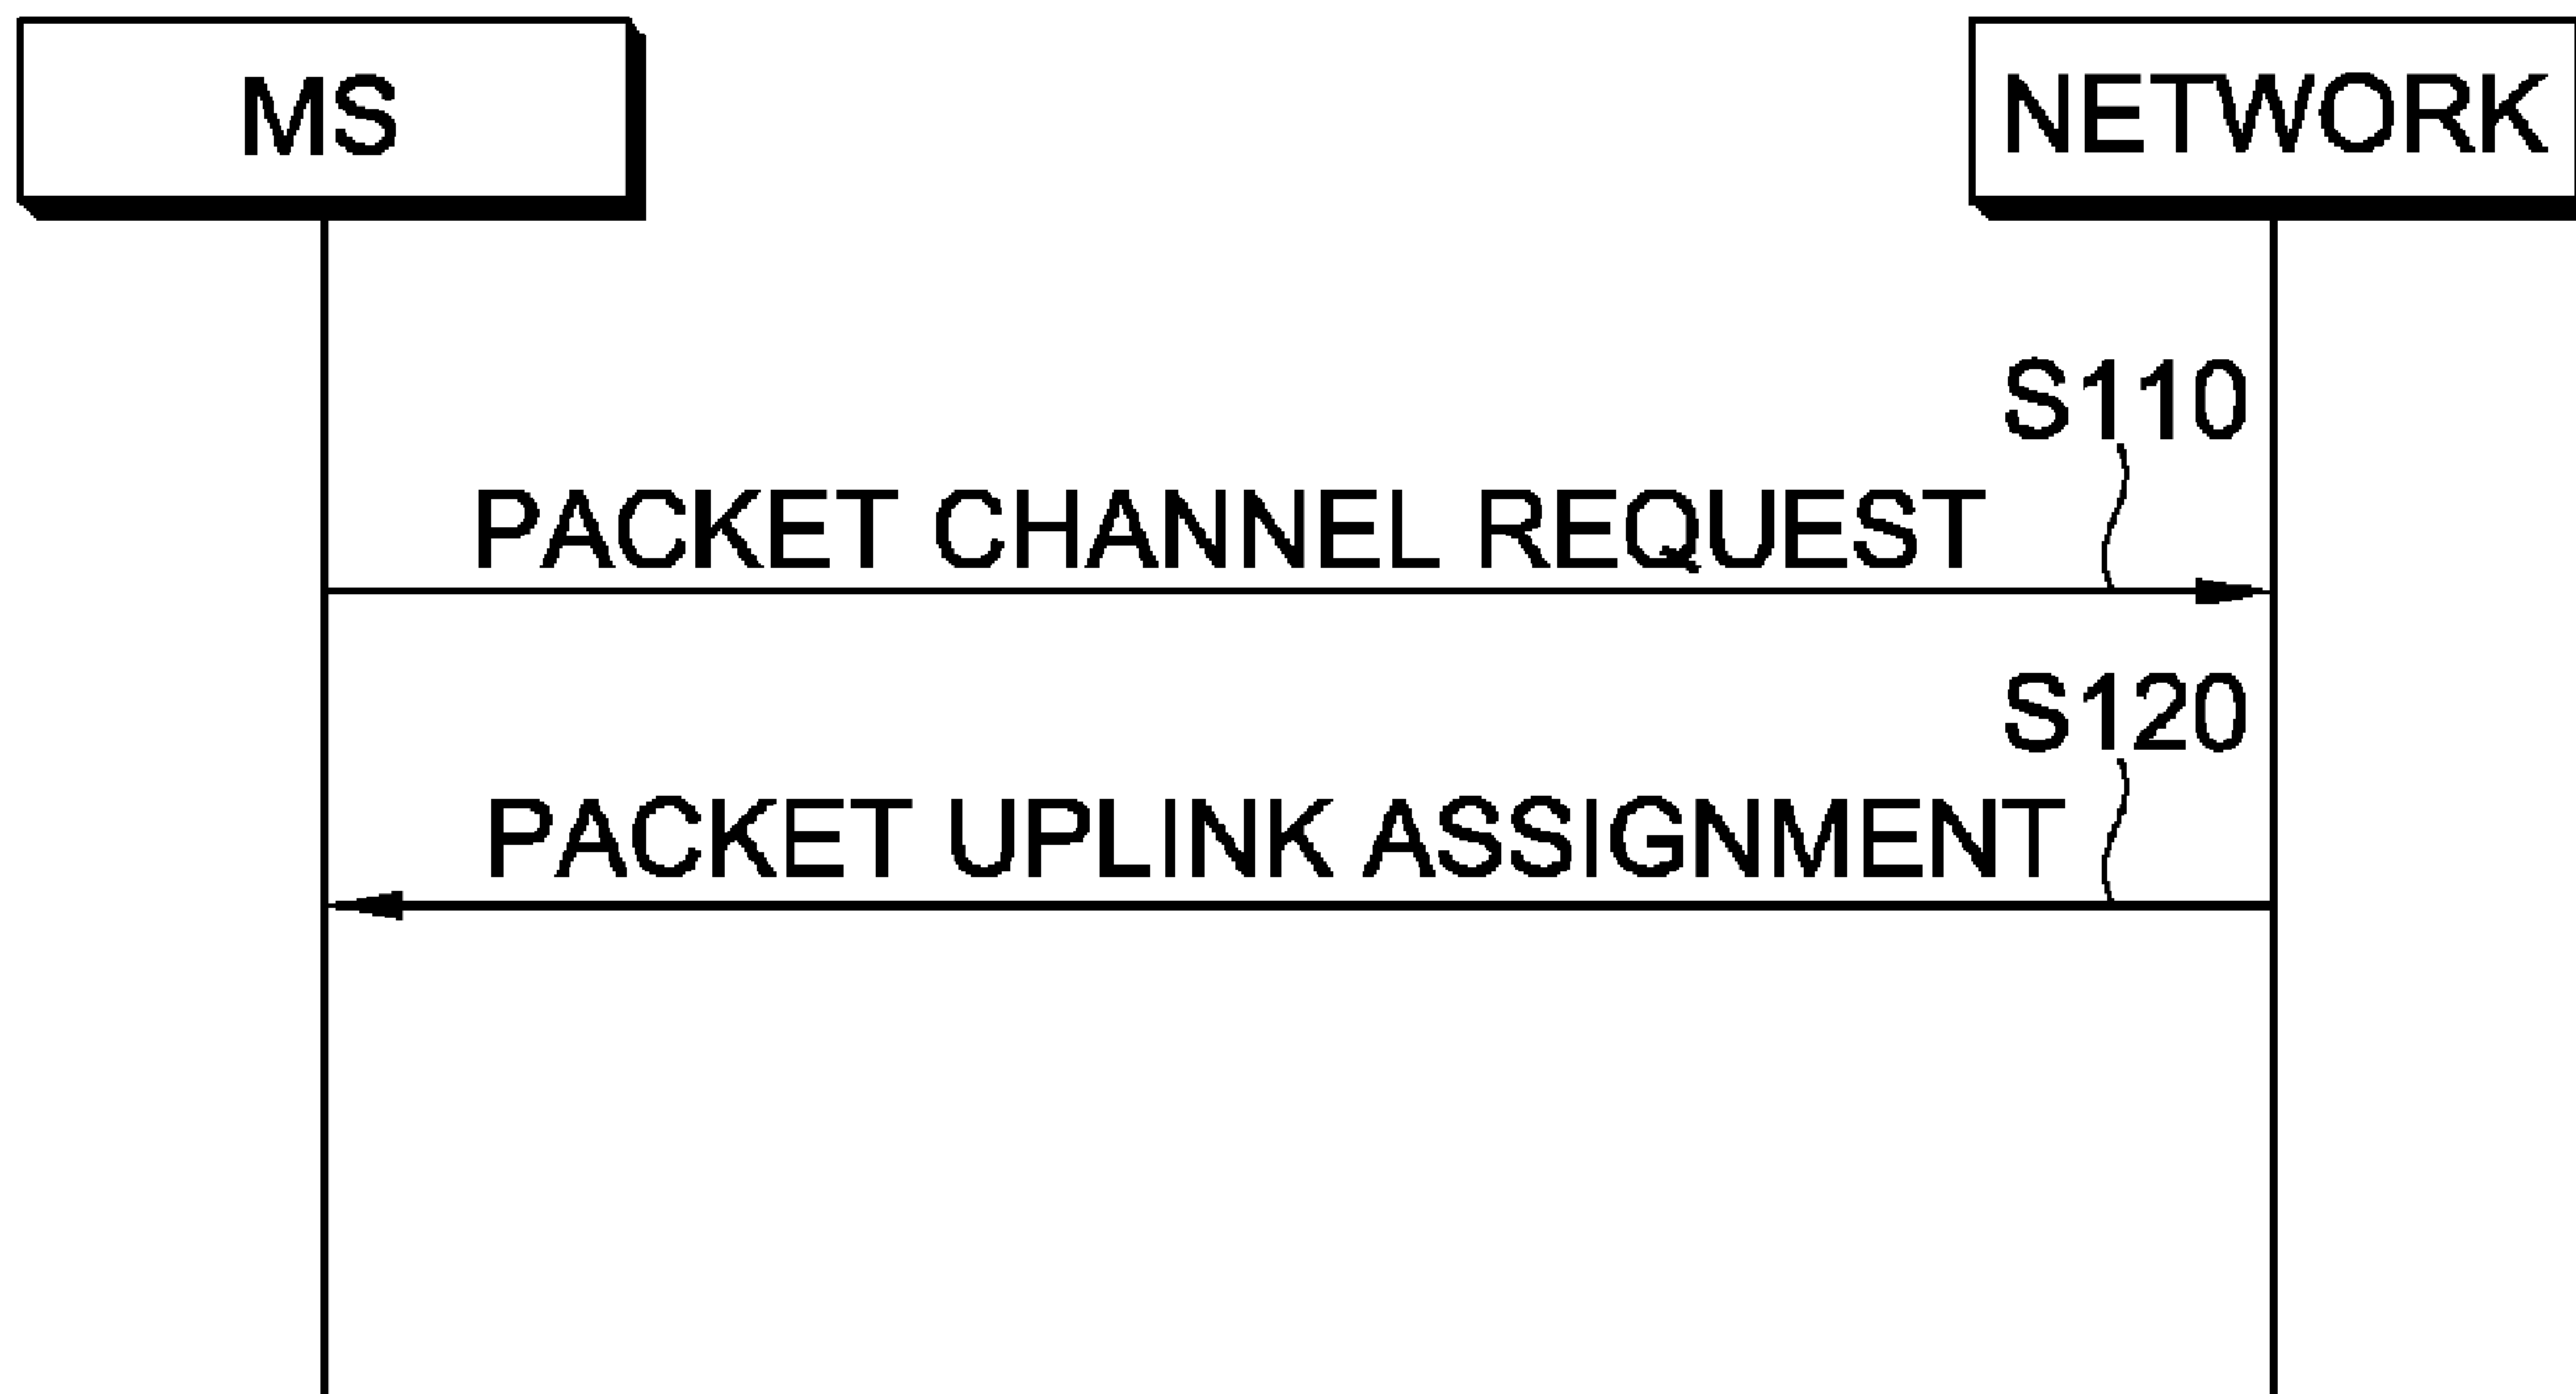 MS
NETWORK
S110
PACKET CHANNEL REQUEST
S120
PACKET UPLINK ASSIGNMENT